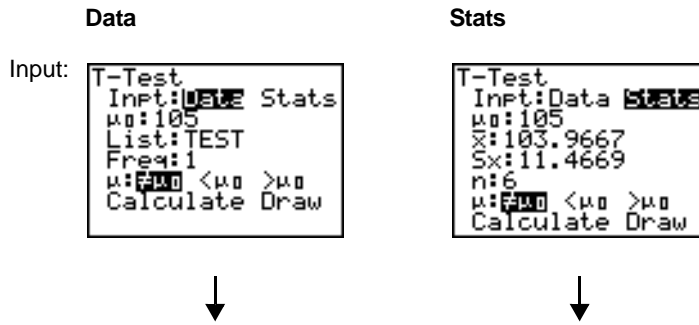 Data
Stats
Input:
T-Test
Inpt:Data Stats
μ₀:105
List:TEST
Freq:1
μ:≠μ₀ <μ₀ >μ₀
Calculate Draw
T-Test
Inpt:Data Stats
μ₀:105
x̄:103.9667
Sx:11.4669
n:6
μ:≠μ₀ <μ₀ >μ₀
Calculate Draw